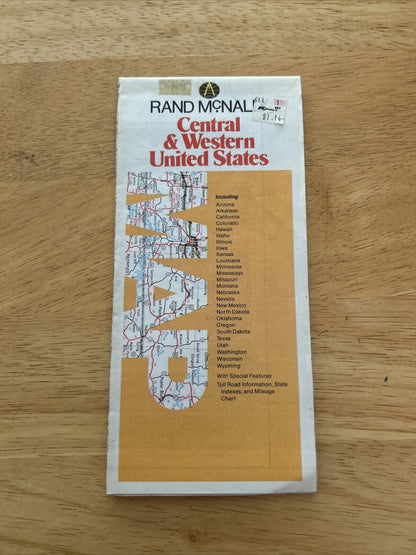 RAND McNAL
Central
& Western
United States
MAP
Including
Arizona
Arkansas
California
Colorado
Hawaii
Idaho
Illinois
Iowa
Kansas
Louisiana
Minnesota
Mississippi
Missouri
Montana
Nebraska
Nevada
New Mexico
North Dakota
Oklahoma
Oregon
South Dakota
Texas
Utah
Washington
Wisconsin
Wyoming
With Special Features
Toll Road Information, State
Indexes, and Mileage
Chart